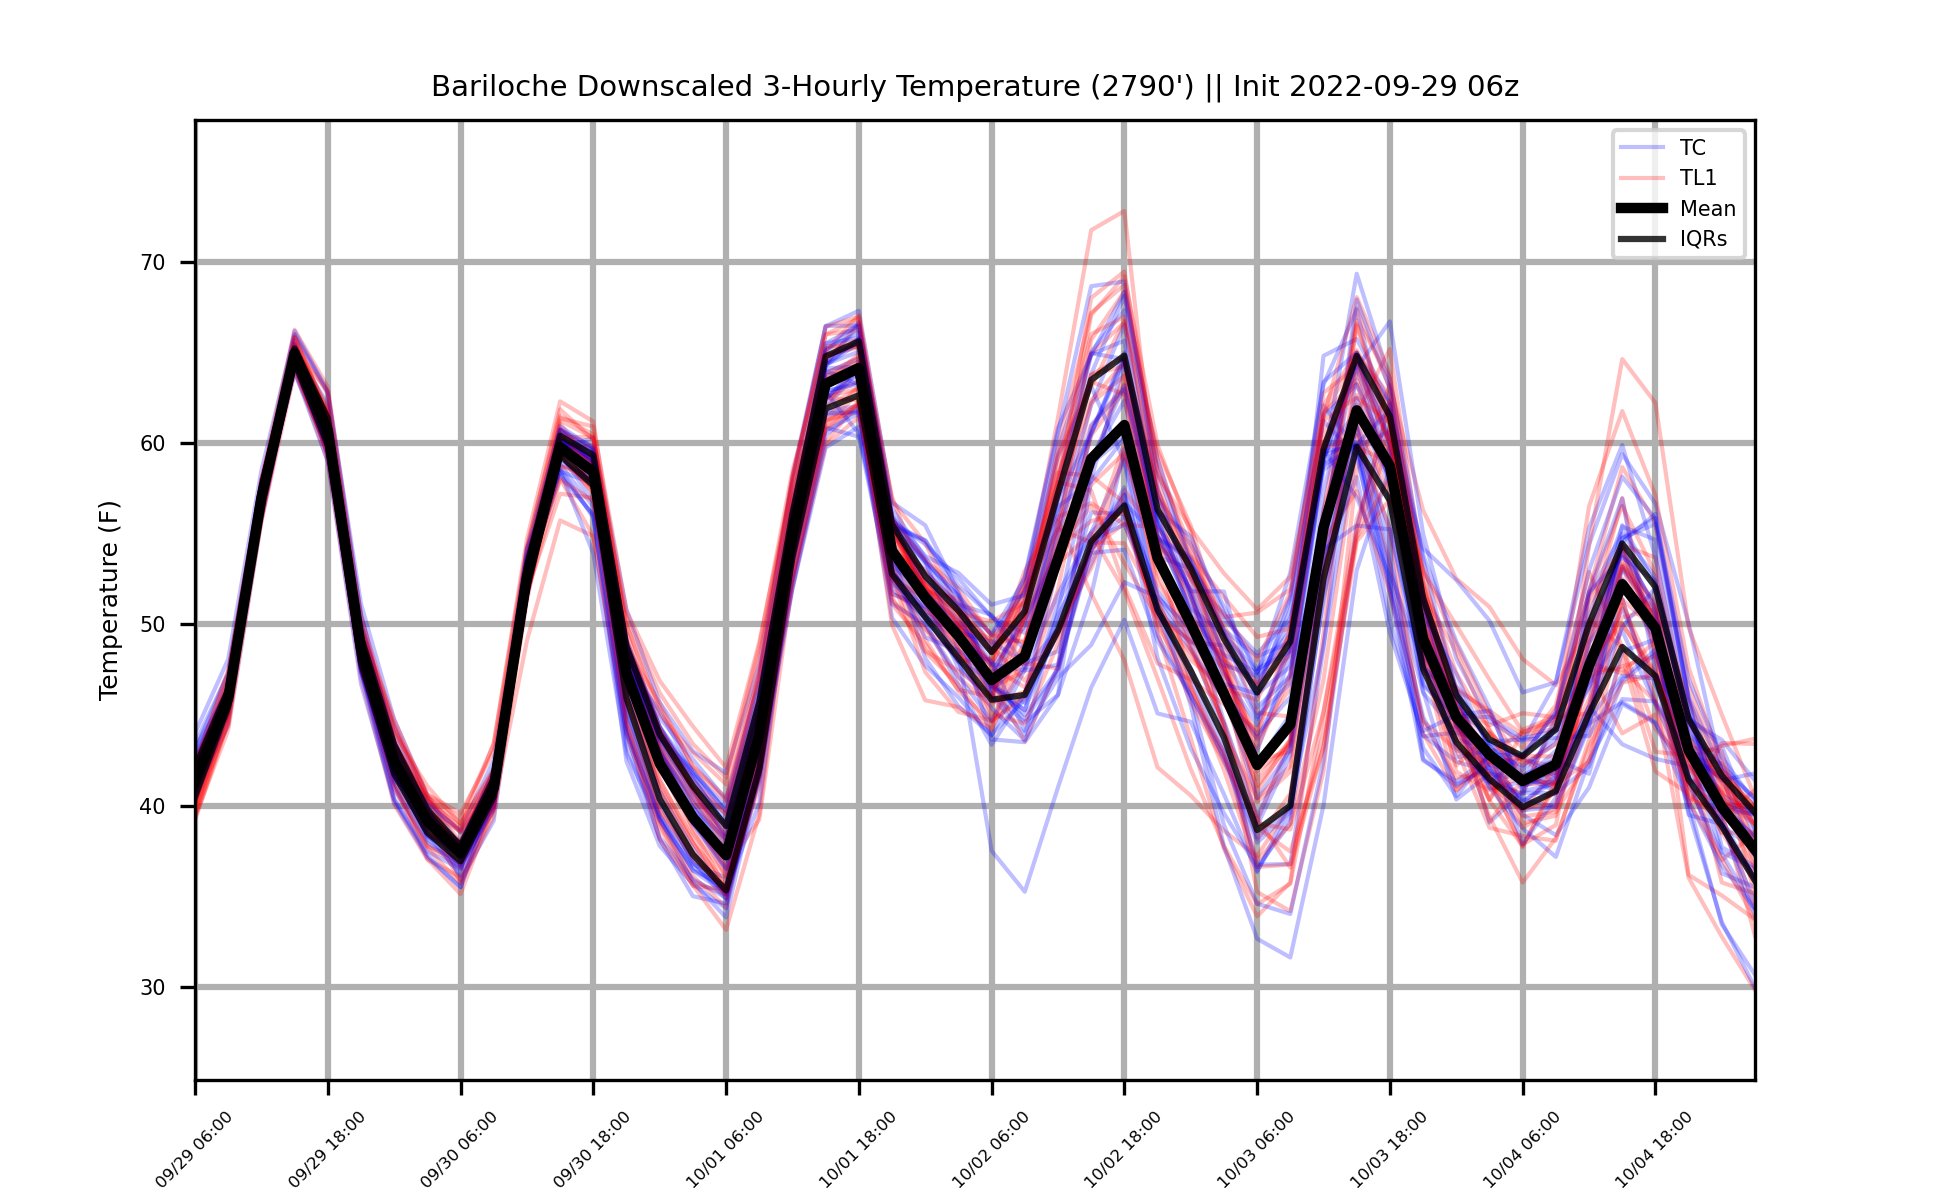 Bariloche Downscaled 3-Hourly Temperature (2790') || Init 2022-09-29 06z
TC
TL1
Mean
IQRs
Temperature (F)
70
60
50
40
30
09/29 06:00
09/29 18:00
09/30 06:00
09/30 18:00
10/01 06:00
10/01 18:00
10/02 06:00
10/02 18:00
10/03 06:00
10/03 18:00
10/04 06:00
10/04 18:00